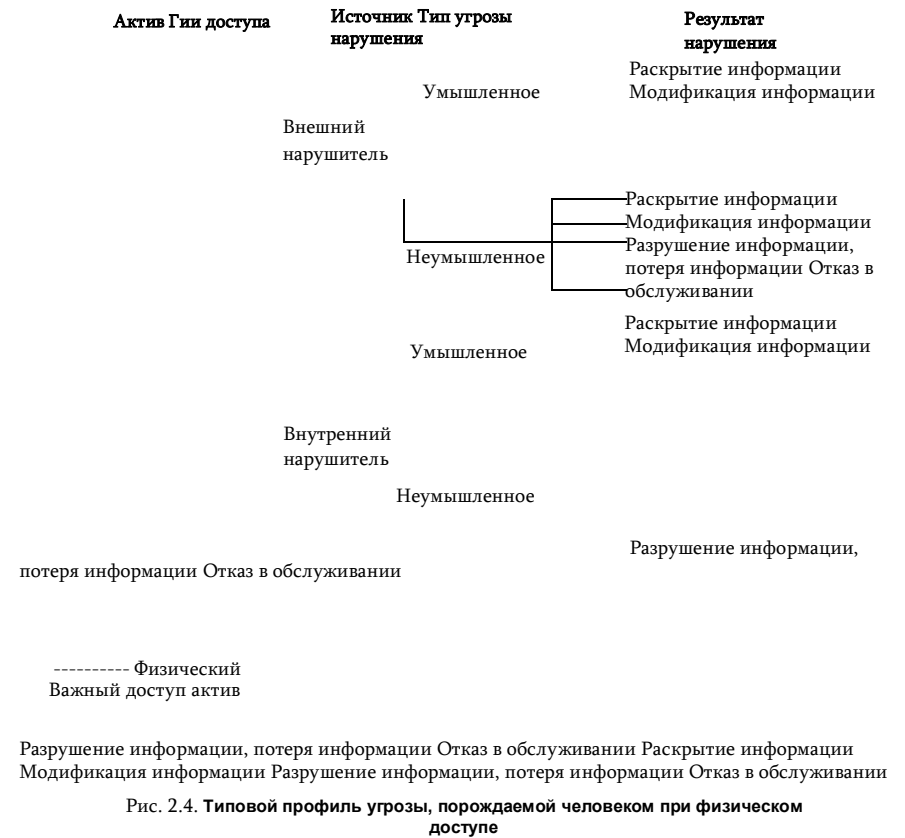 Актив Гии доступа
Источник Тип угрозы
нарушения
Результат
нарушения
Умышленное
Раскрытие информации
Модификация информации
Внешний
нарушитель
Неумышленное
Раскрытие информации
Модификация информации
Разрушение информации,
потеря информации Отказ в
обслуживании
Умышленное
Раскрытие информации
Модификация информации
Внутренний
нарушитель
Неумышленное
Разрушение информации,
потеря информации Отказ в обслуживании
---------- Физический
Важный доступ актив
Разрушение информации, потеря информации Отказ в обслуживании Раскрытие информации
Модификация информации Разрушение информации, потеря информации Отказ в обслуживании
Рис. 2.4. Типовой профиль угрозы, порождаемой человеком при физическом
доступе